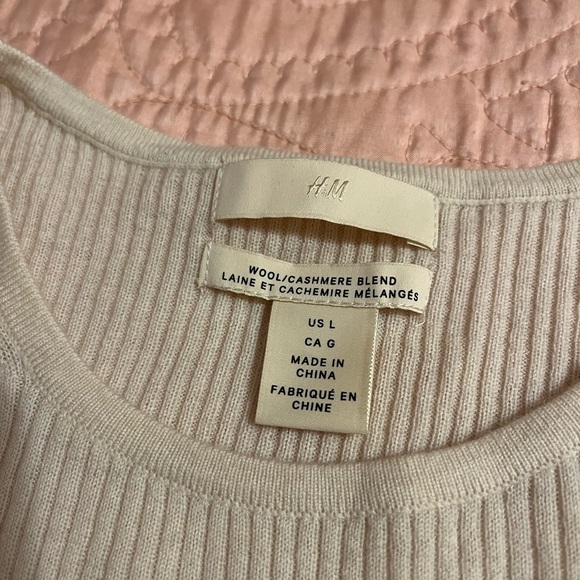 H&M
WOOL/CASHMERE BLEND
LAINE ET CACHEMIRE MÉLANGÉS
US L
CA G
MADE IN
CHINA
FABRIQUÉ EN
CHINE